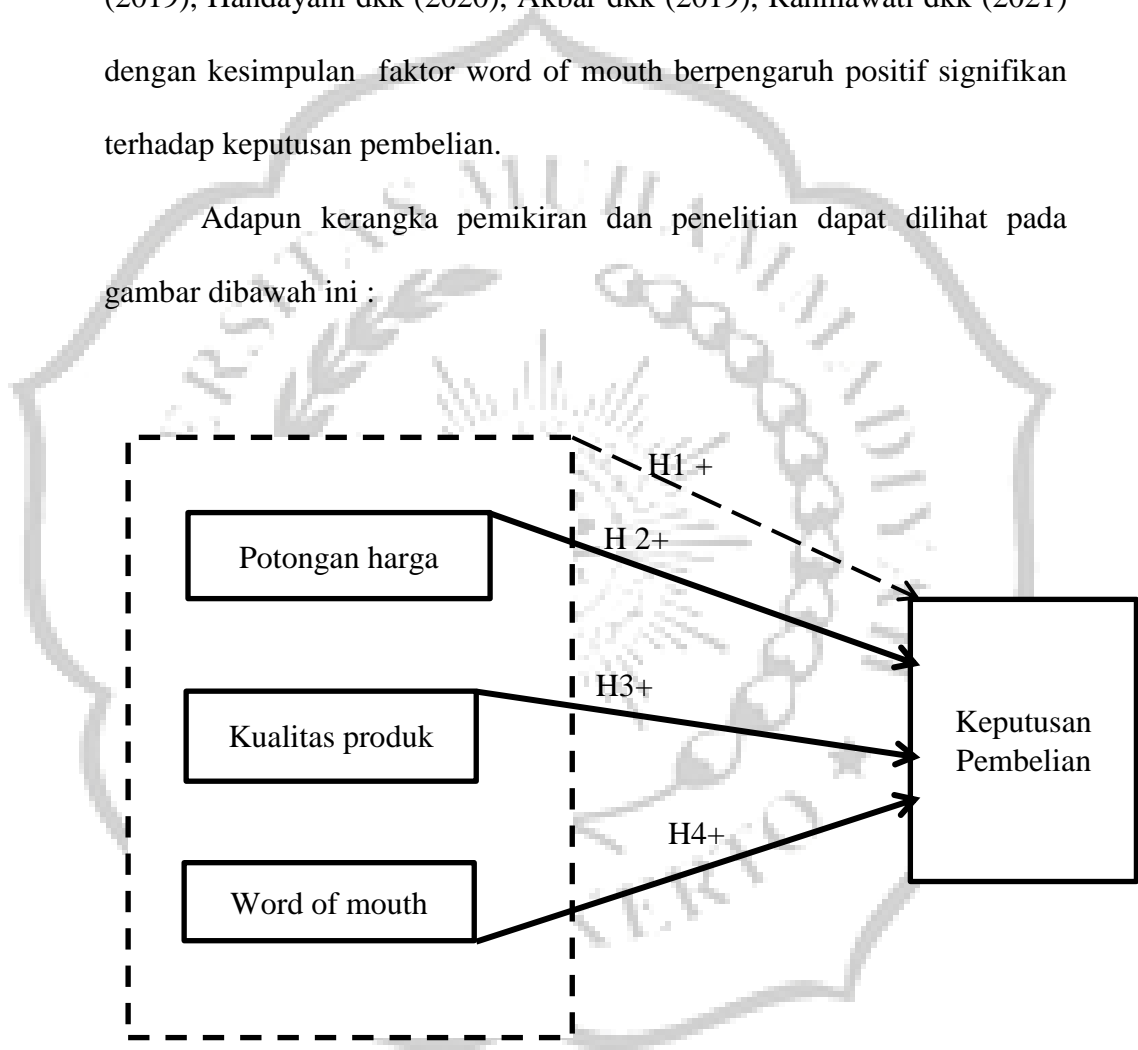 (2019), Handayani dkk (2020), Akbar dkk (2019), Rahmawati dkk (2021)
dengan kesimpulan faktor word of mouth berpengaruh positif signifikan
terhadap keputusan pembelian.
Adapun kerangka pemikiran dan penelitian dapat dilihat pada
gambar dibawah ini :
H1 +
H 2+
Potongan harga
H3+
Kualitas produk
Keputusan
Pembelian
H4+
Word of mouth